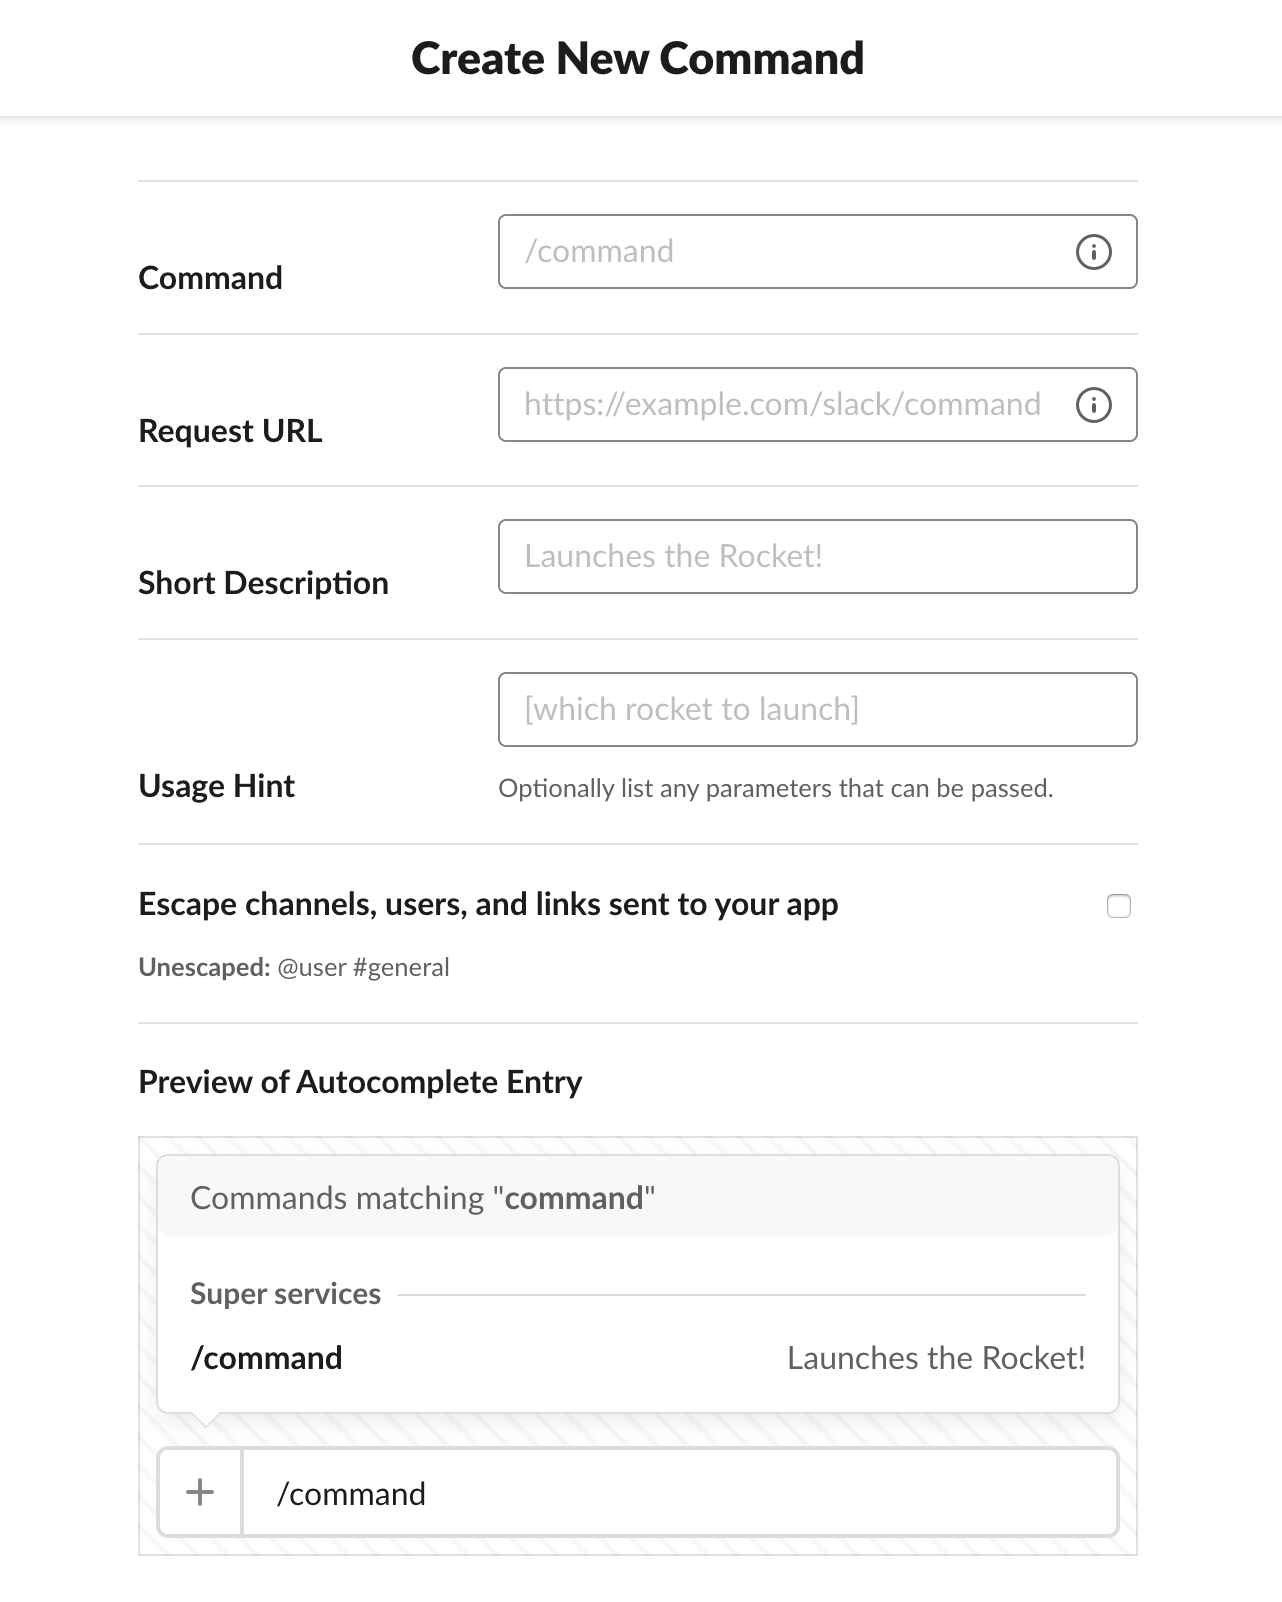 Create New Command
Command
/command
Request URL
https://example.com/slack/command
Short Description
Launches the Rocket!
Usage Hint
[which rocket to launch]
Optionally list any parameters that can be passed.
Escape channels, users, and links sent to your app
Unescaped: @user #general
Preview of Autocomplete Entry
Commands matching "command"
Super services
/command Launches the Rocket!
/command